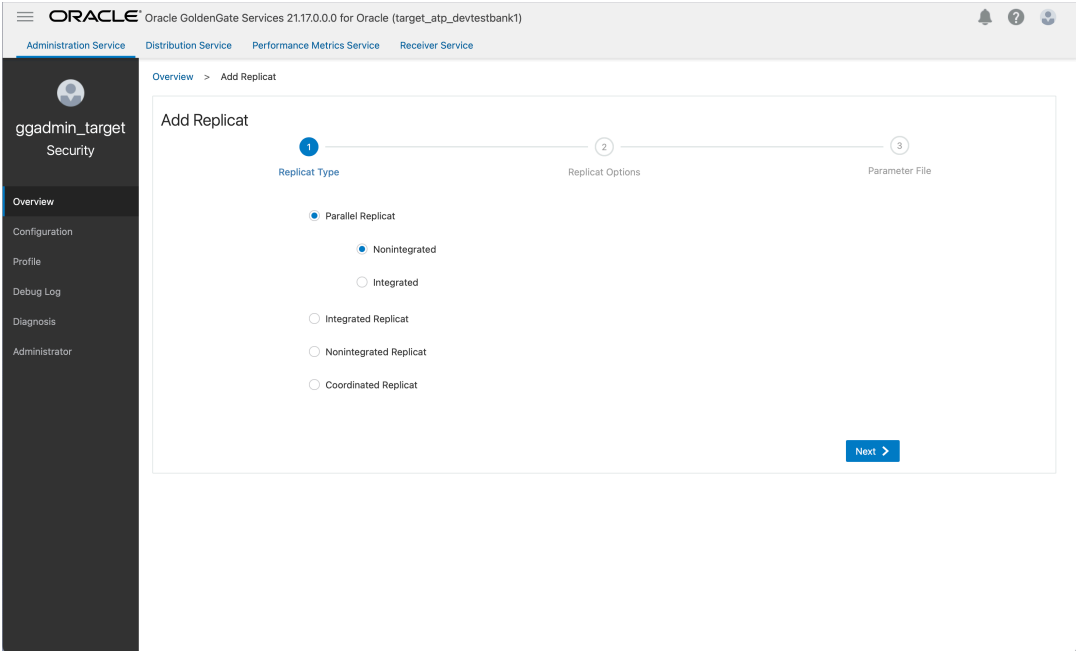 ORACLE® Oracle GoldenGate Services 21.17.0.0.0 for Oracle (target_atp_devtestbank1)
Administration Service Distribution Service Performance Metrics Service Receiver Service
ggadmin_target
Security
Overview
Configuration
Profile
Debug Log
Diagnosis
Administrator
Overview > Add Replicat
Add Replicat
1 2 3
Replicat Type Replicat Options Parameter File
Parallel Replicat
Nonintegrated
Integrated
Integrated Replicat
Nonintegrated Replicat
Coordinated Replicat
Next